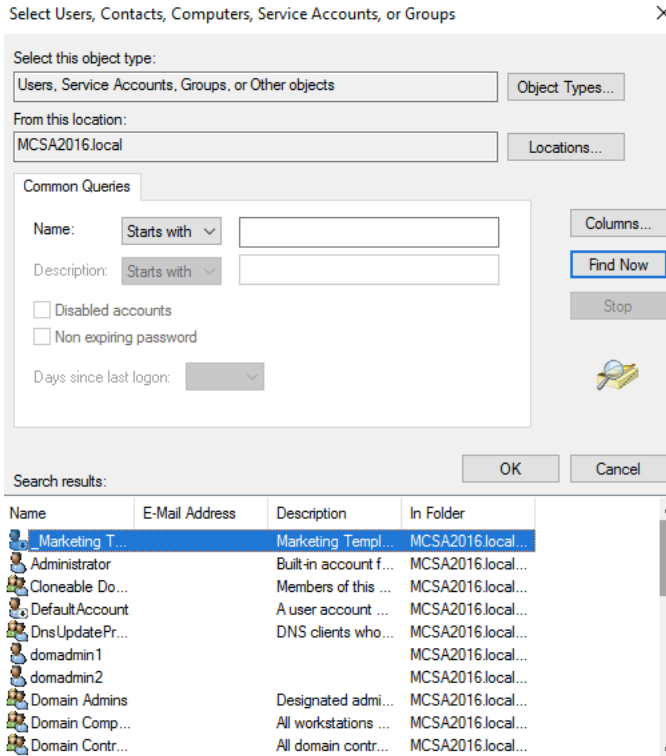 Select Users, Contacts, Computers, Service Accounts, or Groups
Select this object type:
Users, Service Accounts, Groups, or Other objects
Object Types...
From this location:
MCSA2016.local
Locations...
Common Queries
Name: Starts with
Columns...
Description: Starts with
Find Now
Disabled accounts
Stop
Non expiring password
Days since last logon:
OK Cancel
Search results:
Name E-Mail Address Description In Folder
_Marketing T... Marketing Templ... MCSA2016.local...
Administrator Built-in account f... MCSA2016.local...
Cloneable Do... Members of this ... MCSA2016.local...
DefaultAccount A user account ... MCSA2016.local...
DnsUpdatePr... DNS clients who... MCSA2016.local...
domadmin1 MCSA2016.local...
domadmin2 MCSA2016.local...
Domain Admins Designated admi... MCSA2016.local...
Domain Comp... All workstations ... MCSA2016.local...
Domain Contr... All domain contr... MCSA2016.local...